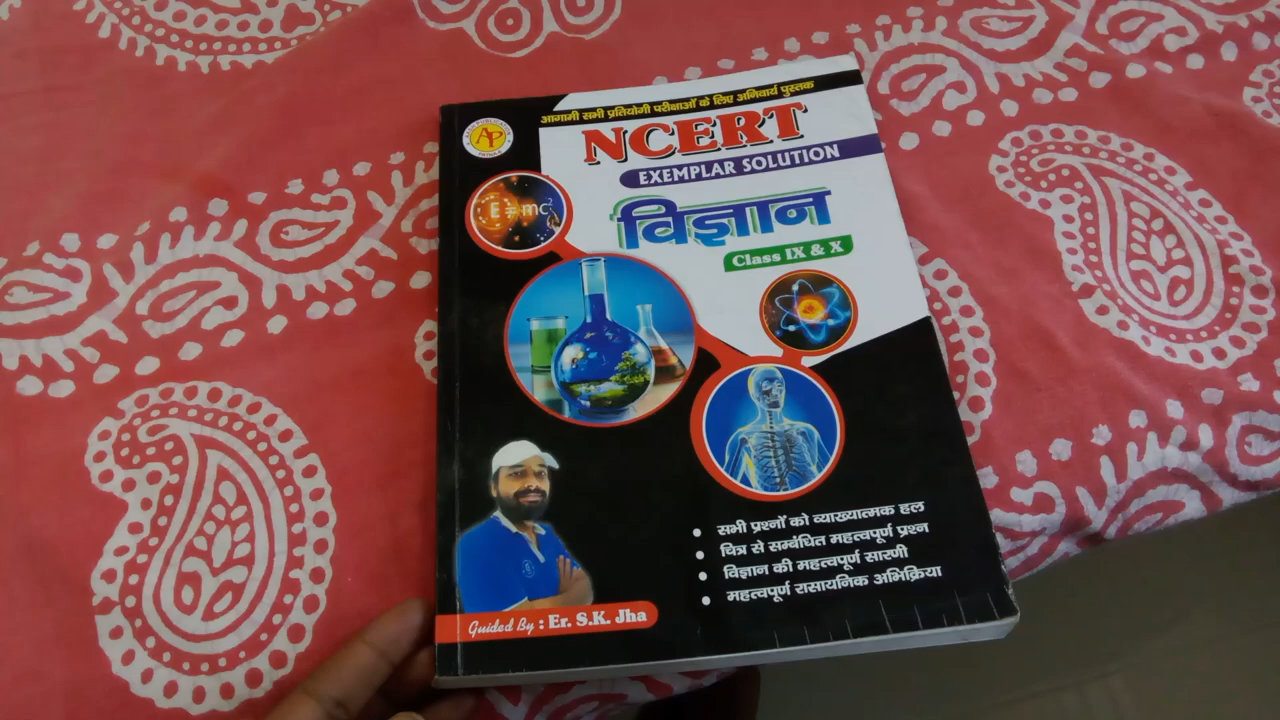 आगामी सभी प्रतियोगी परीक्षाओं के लिए अनिवार्य पुस्तक
NCERT
EXEMPLAR SOLUTION
विज्ञान
Class IX & X
AP
E=mc²
• सभी प्रश्नों को व्याख्यात्मक हल
• चित्र से सम्बंधित महत्वपूर्ण प्रश्न
• विज्ञान की महत्वपूर्ण सारणी
• महत्वपूर्ण रासायनिक अभिक्रिया
Guided By : Er. S.K. Jha